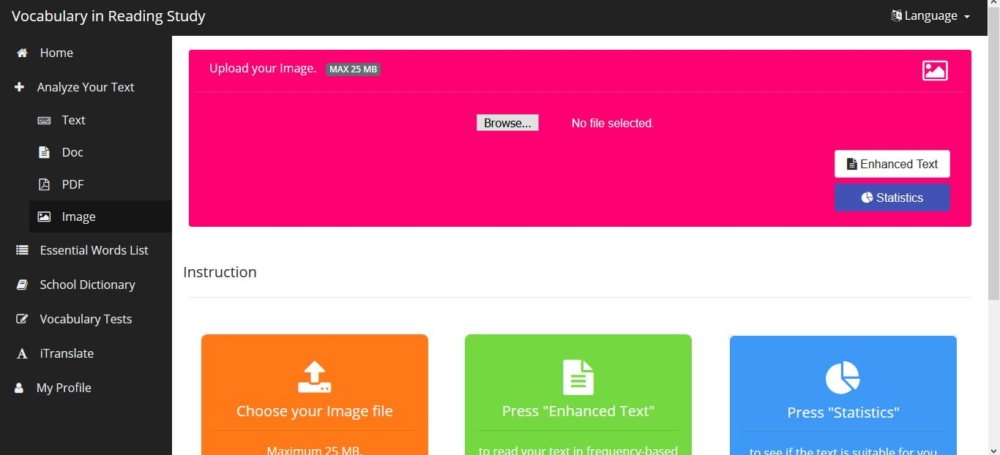 Vocabulary in Reading Study
Language
Home
Analyze Your Text
Text
Doc
PDF
Image
Essential Words List
School Dictionary
Vocabulary Tests
iTranslate
My Profile
Upload your Image. MAX 25 MB
Browse... No file selected.
Enhanced Text
Statistics
Instruction
Choose your Image file
Maximum 25 MB.
Press "Enhanced Text"
to read your text in frequency-based
Press "Statistics"
to see if the text is suitable for you